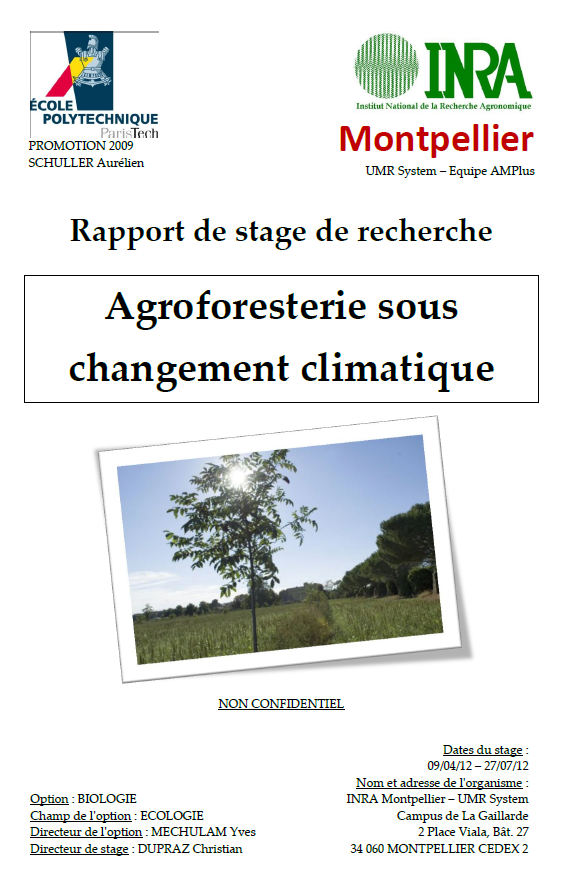 ÉCOLE
POLYTECHNIQUE
ParisTech
PROMOTION 2009
SCHULLER Aurélien
INRA
Institut National de la Recherche Agronomique
Montpellier
UMR System – Equipe AMPlus
Rapport de stage de recherche
Agroforesterie sous
changement climatique
NON CONFIDENTIEL
Option : BIOLOGIE
Champ de l'option : ECOLOGIE
Directeur de l'option : MECHULAM Yves
Directeur de stage : DUPRAZ Christian
Dates du stage :
09/04/12 – 27/07/12
Nom et adresse de l'organisme :
INRA Montpellier – UMR System
Campus de La Gaillarde
2 Place Viala, Bât. 27
34 060 MONTPELLIER CEDEX 2